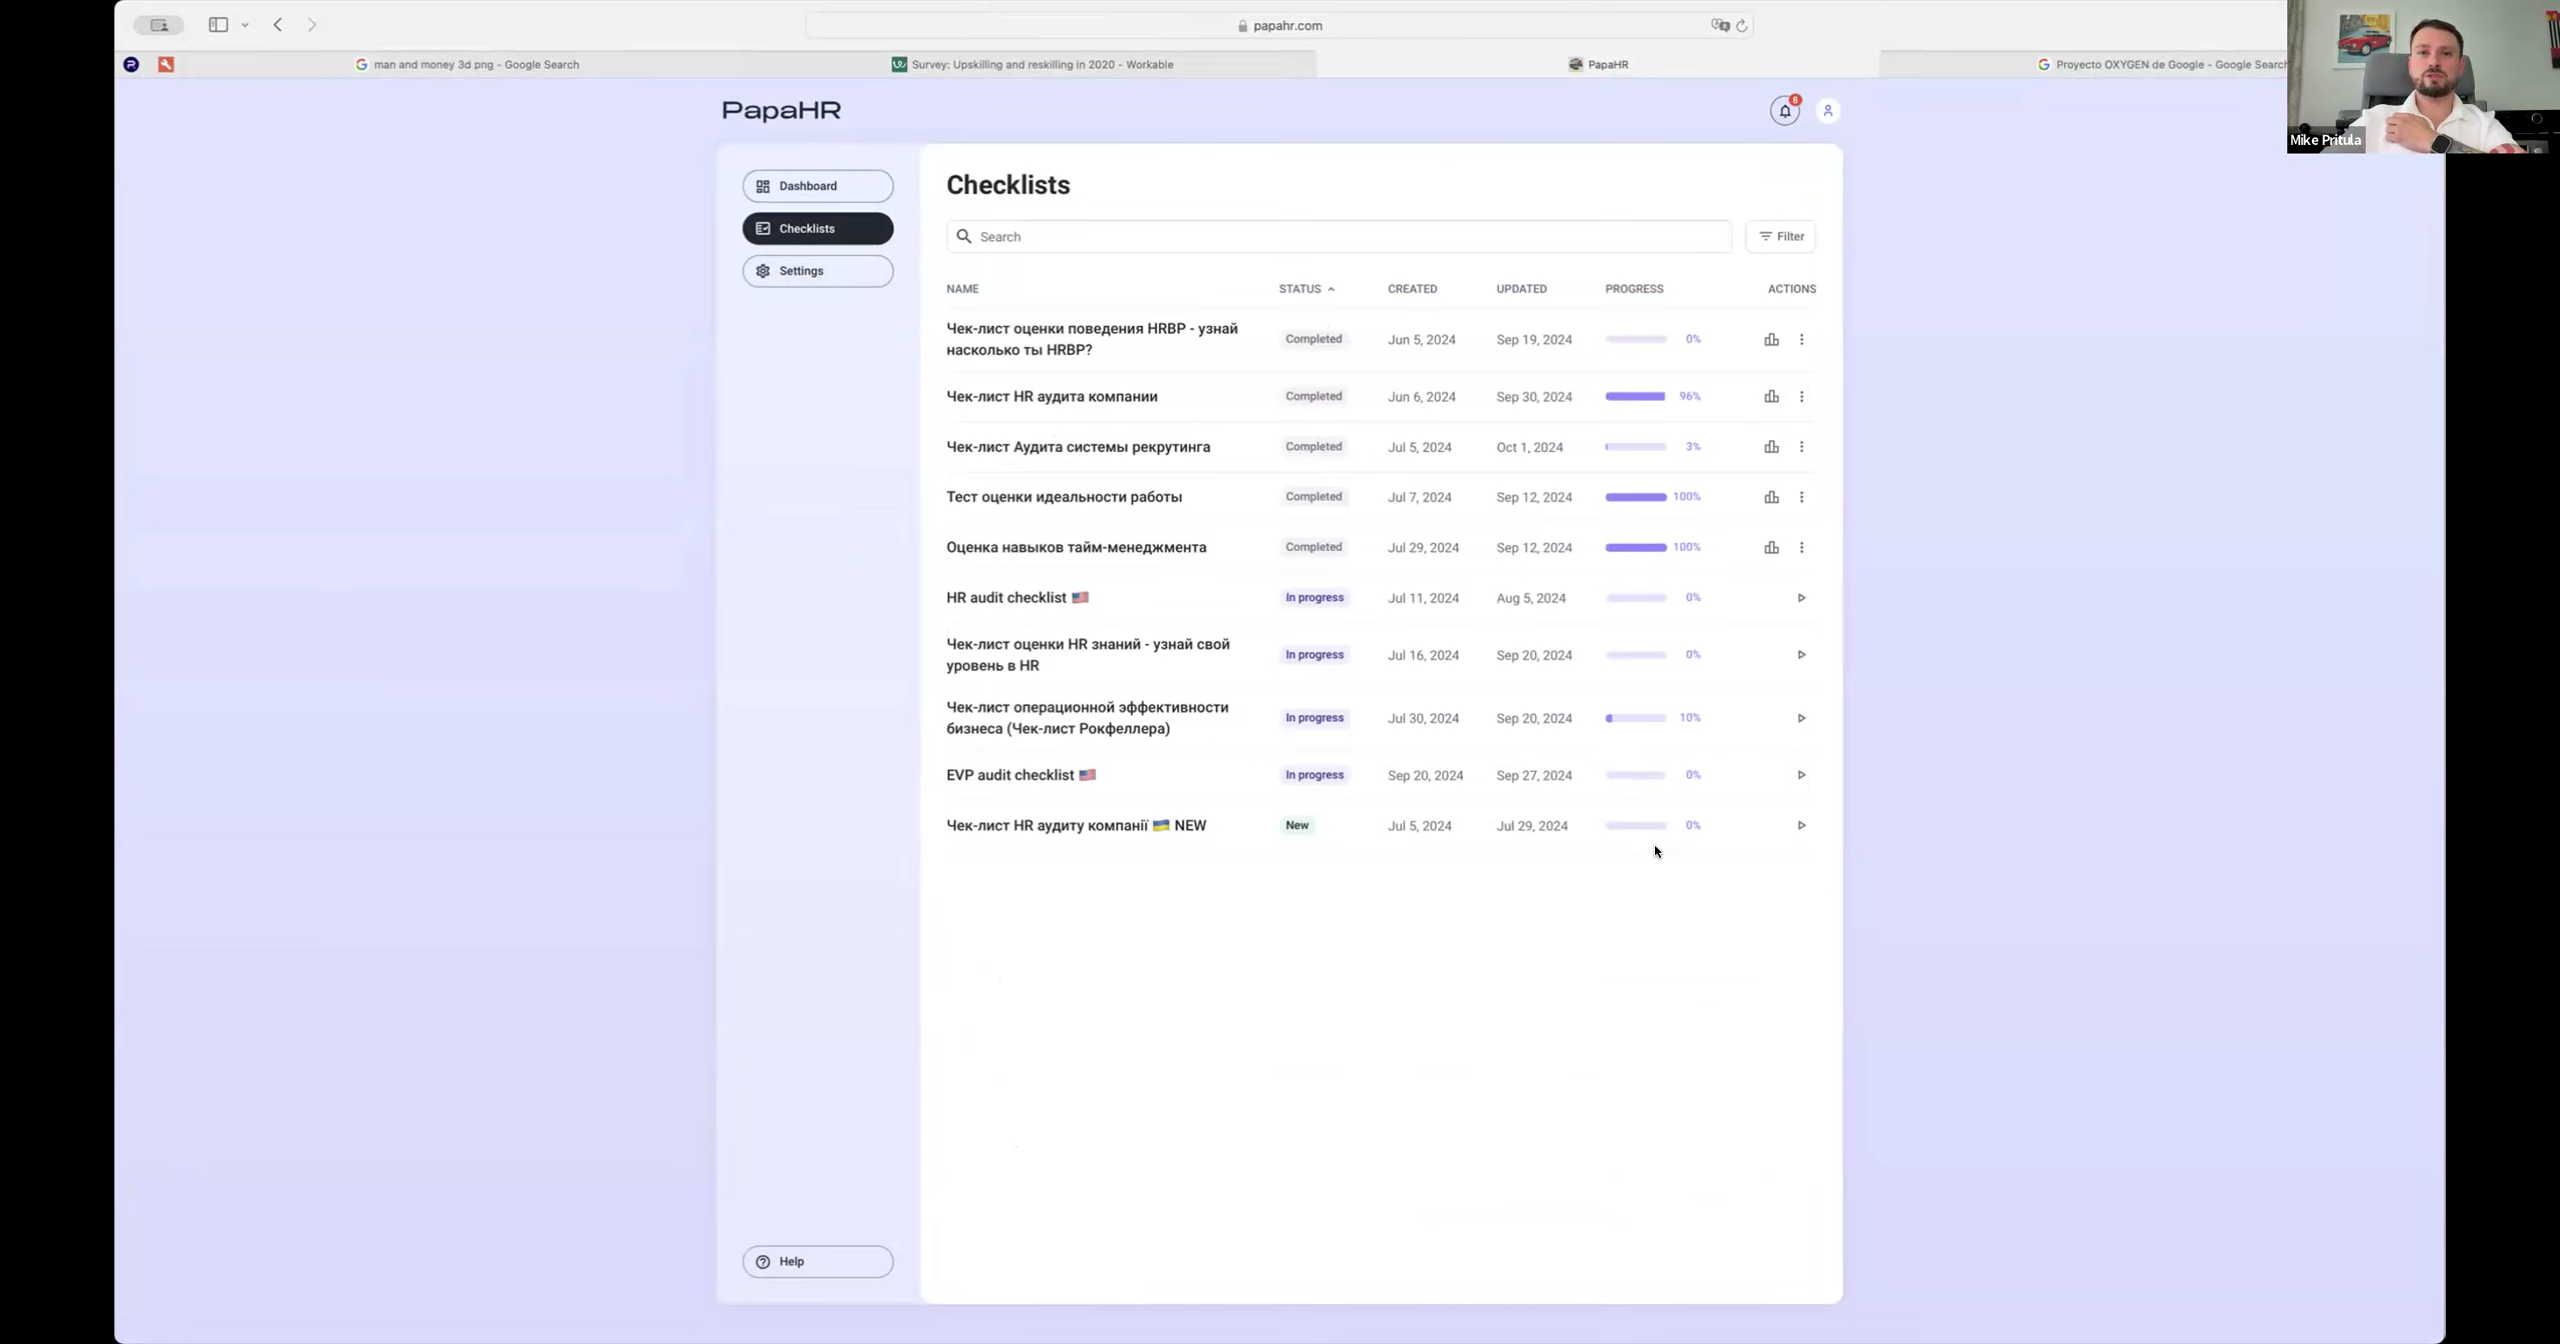 papahr.com
man and money 3d png - Google Search
Survey: Upskilling and reskilling in 2020 - Workable
PapaHR
Proyecto OXYGEN de Google - Google Search
Mike Pritula
PapaHR
8
Dashboard
Checklists
Settings
Help
Checklists
Search
Filter
NAME STATUS CREATED UPDATED PROGRESS ACTIONS
Чек-лист оценки поведения HRBP - узнай
насколько ты HRBP?
Completed Jun 5, 2024 Sep 19, 2024 0%
Чек-лист HR аудита компании Completed Jun 6, 2024 Sep 30, 2024 96%
Чек-лист Аудита системы рекрутинга Completed Jul 5, 2024 Oct 1, 2024 3%
Тест оценки идеальности работы Completed Jul 7, 2024 Sep 12, 2024 100%
Оценка навыков тайм-менеджмента Completed Jul 29, 2024 Sep 12, 2024 100%
HR audit checklist 🇺🇸 In progress Jul 11, 2024 Aug 5, 2024 0%
Чек-лист оценки HR знаний - узнай свой
уровень в HR
In progress Jul 16, 2024 Sep 20, 2024 0%
Чек-лист операционной эффективности
бизнеса (Чек-лист Рокфеллера)
In progress Jul 30, 2024 Sep 20, 2024 10%
EVP audit checklist 🇺🇸 In progress Sep 20, 2024 Sep 27, 2024 0%
Чек-лист HR аудиту компанії 🇺🇦 NEW New Jul 5, 2024 Jul 29, 2024 0%